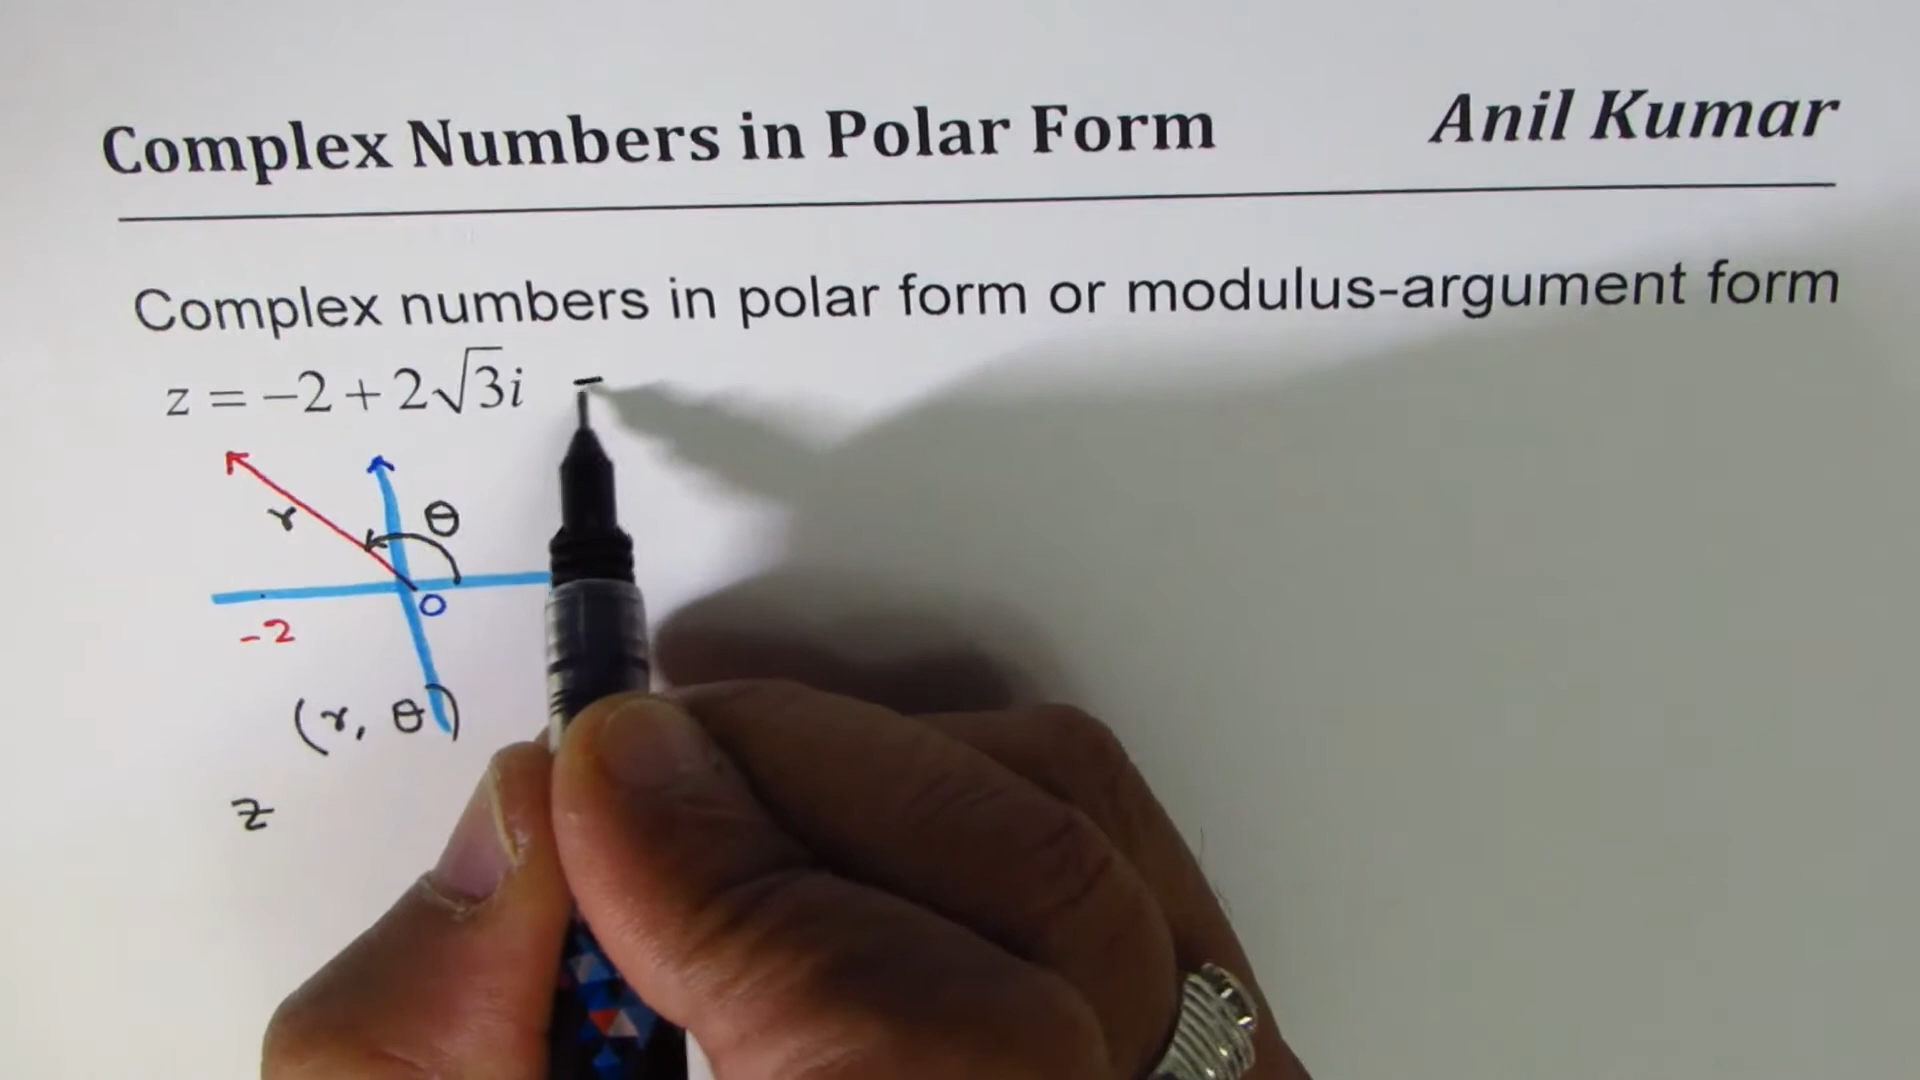 Complex Numbers in Polar Form Anil Kumar
Complex numbers in polar form or modulus-argument form
z = −2 + 2√3i
r
θ
0
-2
(r, θ)
z